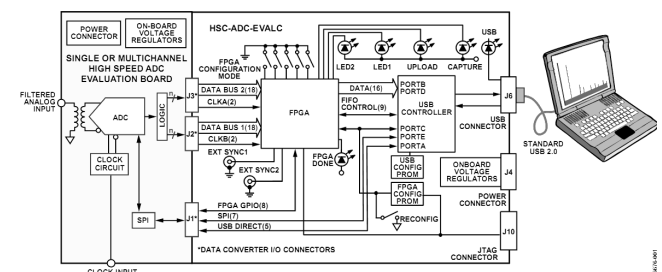 POWER
CONNECTOR
ON-BOARD
VOLTAGE
REGULATORS
SINGLE OR MULTICHANNEL
HIGH SPEED ADC
EVALUATION BOARD
FILTERED
ANALOG
INPUT
ADC
LOGIC
CLOCK
CIRCUIT
SPI
CLOCK INPUT
HSC-ADC-EVALC
FPGA
CONFIGURATION
MODE
J3*
DATA BUS 2(18)
CLKA(2)
J2*
DATA BUS 1(18)
CLKB(2)
EXT SYNC1
EXT SYNC2
J1*
FPGA GPIO(8)
SPI(7)
USB DIRECT(5)
*DATA CONVERTER I/O CONNECTORS
FPGA
LED2
LED1
UPLOAD
CAPTURE
USB
DATA(16)
FIFO
CONTROL(9)
FPGA
DONE
PORTB
PORTD
USB
CONTROLLER
PORTC
PORTE
PORTA
USB
CONFIG
PROM
FPGA
CONFIG
PROM
RECONFIG
J6
USB
CONNECTOR
ONBOARD
VOLTAGE
REGULATORS
J4
POWER
CONNECTOR
J10
JTAG
CONNECTOR
STANDARD
USB 2.0